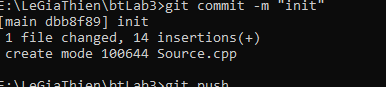 E:\LeGiaThien\btLab3>git commit -m "init"
[main dbb8f89] init
 1 file changed, 14 insertions(+)
 create mode 100644 Source.cpp
E:\LeGiaThien\btLab3>git push